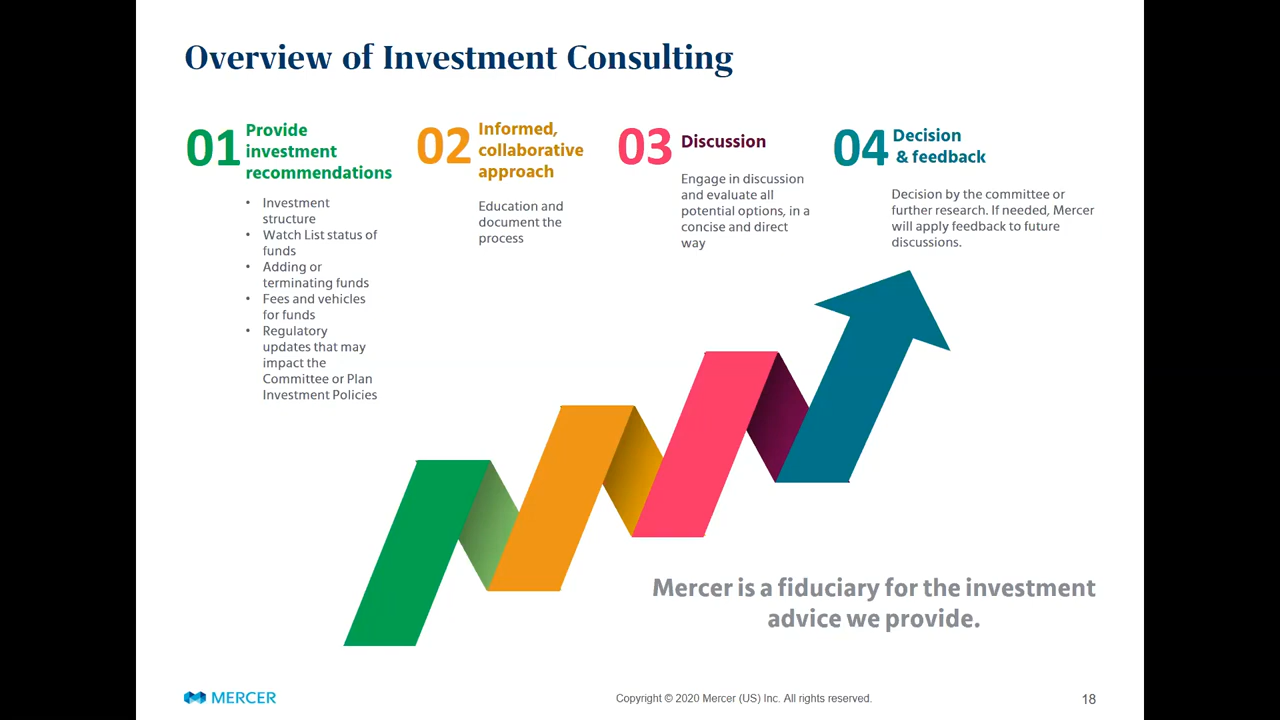 Overview of Investment Consulting
01
Provide
investment
recommendations
• Investment
structure
• Watch List status of
funds
• Adding or
terminating funds
• Fees and vehicles
for funds
• Regulatory
updates that may
impact the
Committee or Plan
Investment Policies
02
Informed,
collaborative
approach
Education and
document the
process
03
Discussion
Engage in discussion
and evaluate all
potential options, in a
concise and direct
way
04
Decision
& feedback
Decision by the committee or
further research. If needed, Mercer
will apply feedback to future
discussions.
Mercer is a fiduciary for the investment
advice we provide.
MERCER
Copyright © 2020 Mercer (US) Inc. All rights reserved.
18